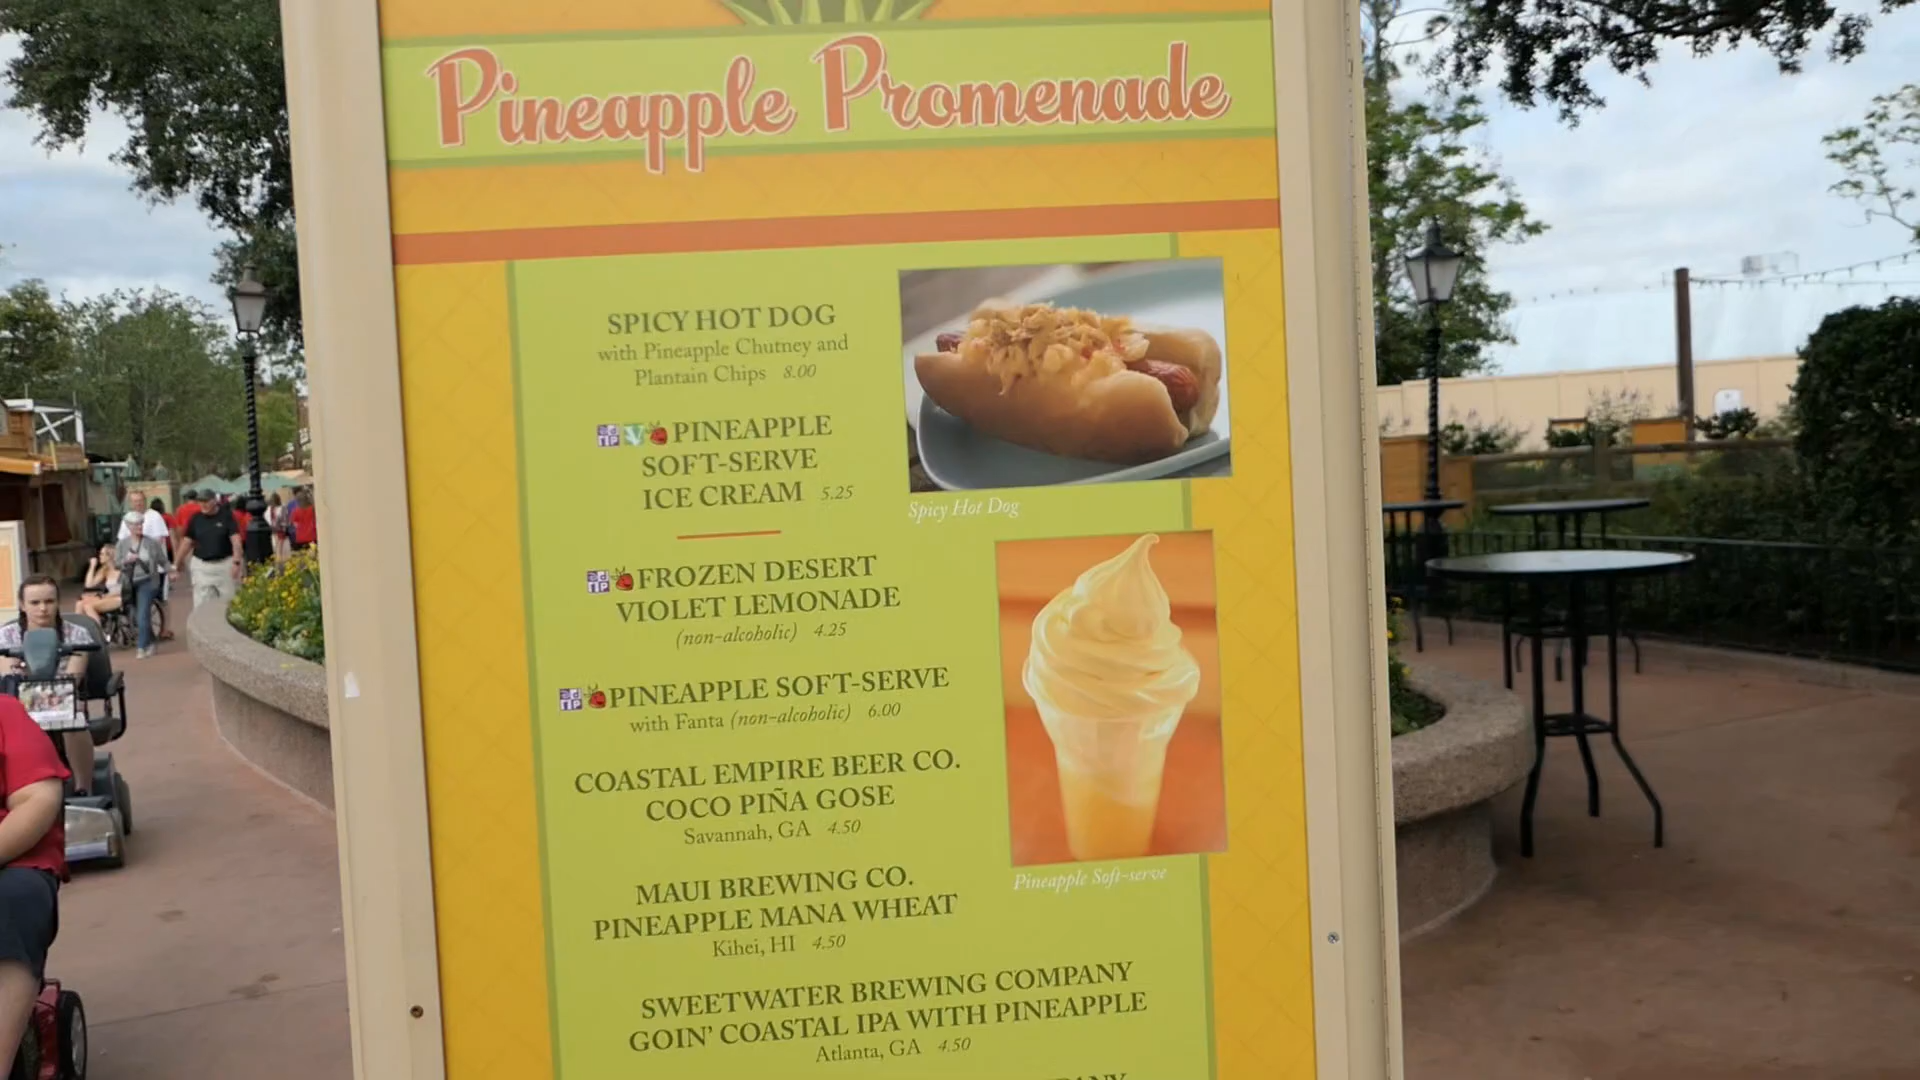 Pineapple Promenade
SPICY HOT DOG
with Pineapple Chutney and
Plantain Chips 8.00
PINEAPPLE
SOFT-SERVE
ICE CREAM 5.25
Spicy Hot Dog
FROZEN DESERT
VIOLET LEMONADE
(non-alcoholic) 4.25
PINEAPPLE SOFT-SERVE
with Fanta (non-alcoholic) 6.00
COASTAL EMPIRE BEER CO.
COCO PIÑA GOSE
Savannah, GA 4.50
Pineapple Soft-serve
MAUI BREWING CO.
PINEAPPLE MANA WHEAT
Kihei, HI 4.50
SWEETWATER BREWING COMPANY
GOIN' COASTAL IPA WITH PINEAPPLE
Atlanta, GA 4.50